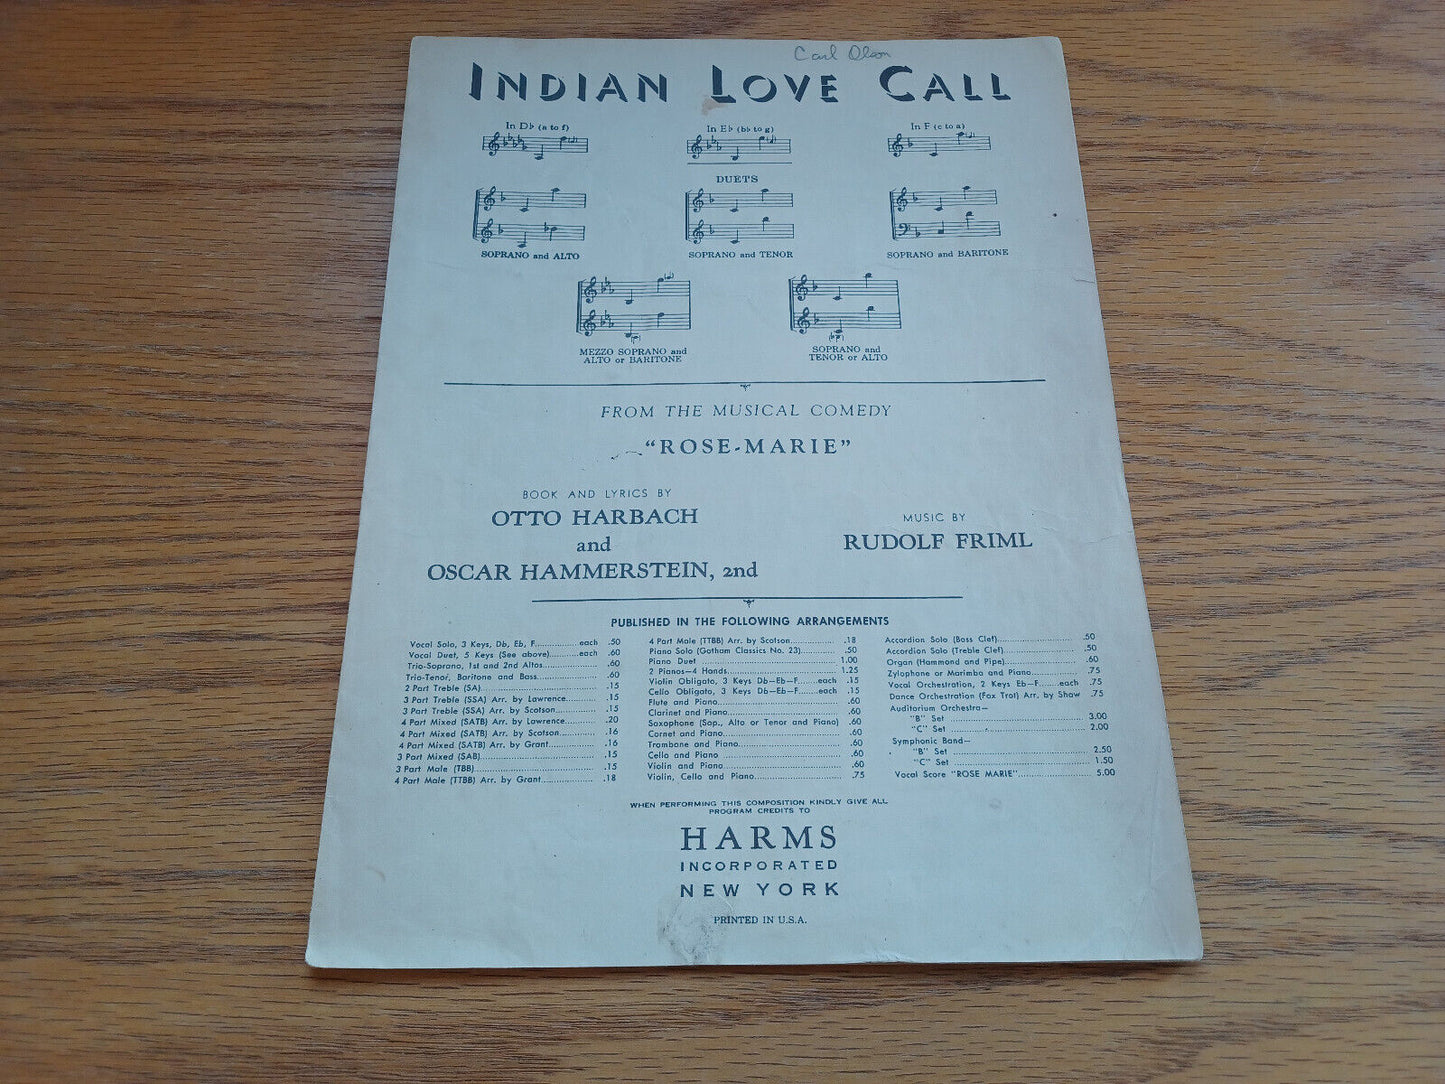 Carl Olson
INDIAN LOVE CALL
In D♭ (a to f)
In E♭ (b♭ to g)
In F (c to a)
DUETS
SOPRANO and ALTO
SOPRANO and TENOR
SOPRANO and BARITONE
MEZZO SOPRANO and
ALTO or BARITONE
SOPRANO and
TENOR or ALTO
FROM THE MUSICAL COMEDY
"ROSE-MARIE"
BOOK AND LYRICS BY
OTTO HARBACH
and
OSCAR HAMMERSTEIN, 2nd
MUSIC BY
RUDOLF FRIML
PUBLISHED IN THE FOLLOWING ARRANGEMENTS
Vocal Solo, 3 Keys, Db, Eb, F..........each .50
Vocal Duet, 5 Keys (See above)........each .60
Trio-Soprano, 1st and 2nd Altos............ .60
Trio-Tenor, Baritone and Bass............ .60
2 Part Treble (SA)............ .15
3 Part Treble (SSA) Arr. by Lawrence............ .15
3 Part Treble (SSA) Arr. by Scotson............ .15
4 Part Mixed (SATB) Arr. by Lawrence............ .20
4 Part Mixed (SATB) Arr. by Scotson............ .16
4 Part Mixed (SATB) Arr. by Grant............ .16
3 Part Mixed (SAB)............ .15
3 Part Male (TBB)............ .15
4 Part Male (TTBB) Arr. by Grant............ .18
4 Part Male (TTBB) Arr. by Scotson............ .18
Piano Solo (Gotham Classics No. 23)............ .50
Piano Duet ............ 1.00
2 Pianos—4 Hands............ 1.25
Violin Obligato, 3 Keys Db—Eb—F......each .15
Cello Obligato, 3 Keys Db—Eb—F......each .15
Flute and Piano............ .60
Clarinet and Piano............ .60
Saxophone (Sop., Alto or Tenor and Piano) .60
Cornet and Piano............ .60
Trombone and Piano............ .60
Cello and Piano ............ .60
Violin and Piano............ .60
Violin, Cello and Piano............ .75
Accordion Solo (Bass Clef)............ .50
Accordion Solo (Treble Clef)............ .50
Organ (Hammond and Pipe)............ .60
Zylophone or Marimba and Piano............ .75
Vocal Orchestration, 2 Keys Eb—F......each .75
Dance Orchestration (Fox Trot) Arr. by Shaw .75
Auditorium Orchestra—
"B" Set ............ 3.00
"C" Set ............ 2.00
Symphonic Band—
"B" Set ............ 2.50
"C" Set ............ 1.50
Vocal Score "ROSE MARIE"............ 5.00
WHEN PERFORMING THIS COMPOSITION KINDLY GIVE ALL
PROGRAM CREDITS TO
HARMS
INCORPORATED
NEW YORK
PRINTED IN U.S.A.